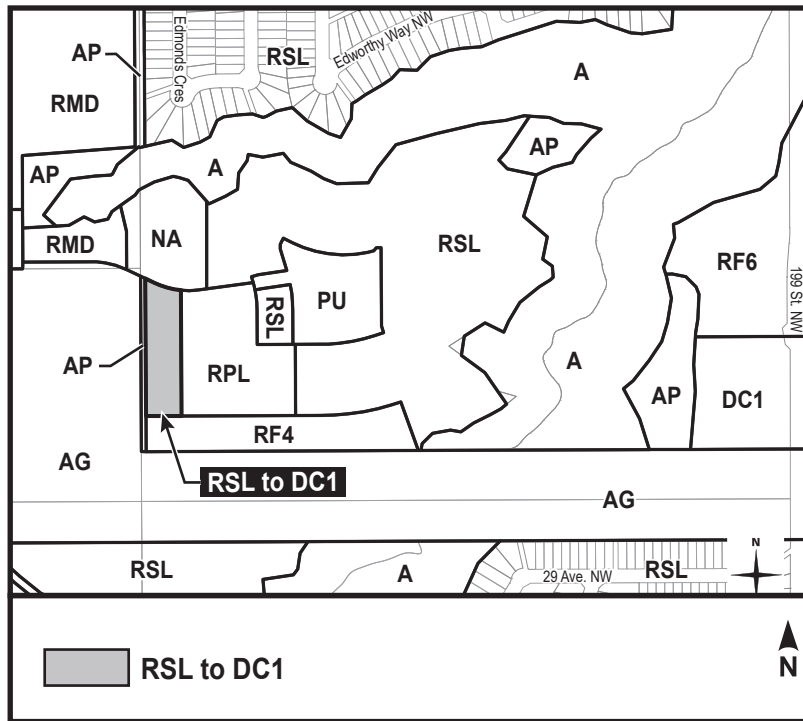 Edmonds Cres
RSL
Edworthy Way NW
AP
RMD
A
AP
AP
A
RMD
NA
RSL
RF6
199 St. NW
RSL
PU
AP
RPL
A
AP
DC1
RF4
AG
RSL to DC1
AG
RSL
A
29 Ave. NW
RSL
N
RSL to DC1
N